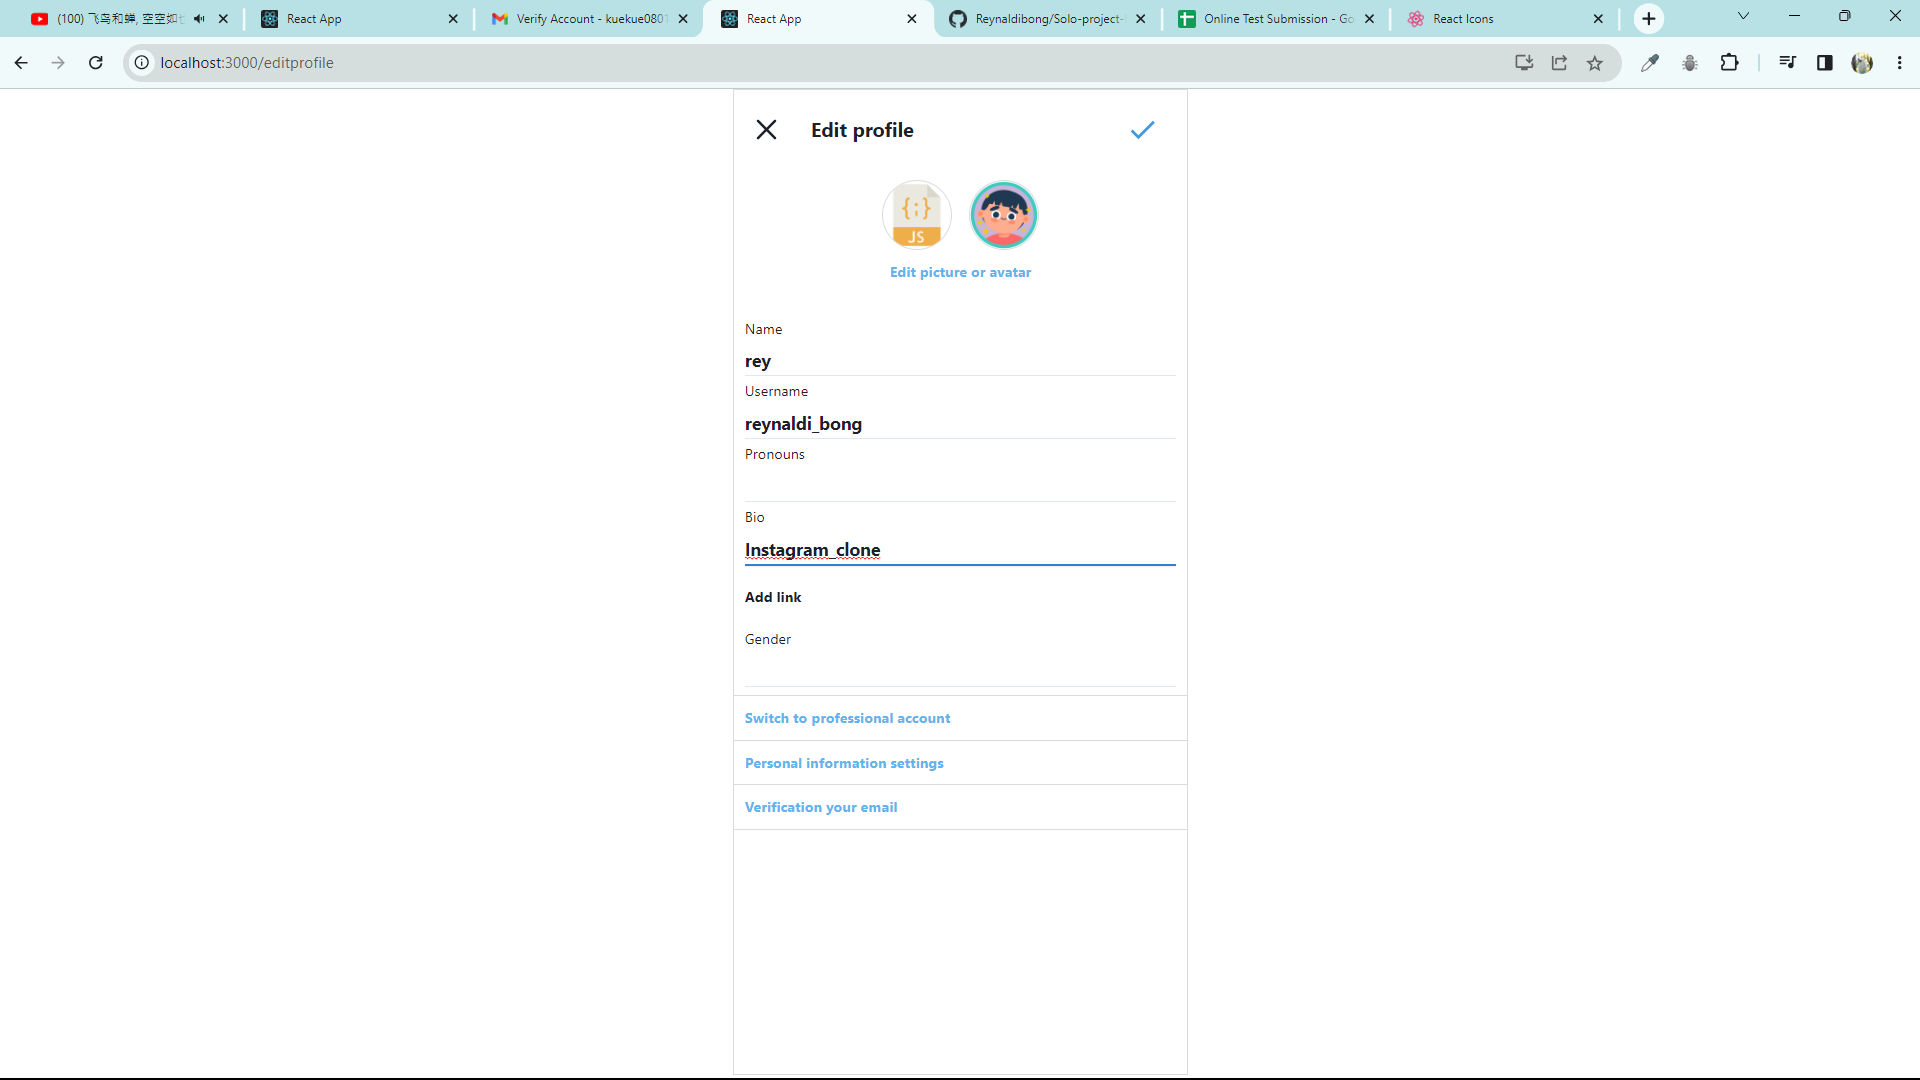 (100) 飞鸟和蝉, 空空如
React App
Verify Account - kuekue0801
React App
Reynaldibong/Solo-project-
Online Test Submission - Go
React Icons
localhost:3000/editprofile
Edit profile
JS
Edit picture or avatar
Name
rey
Username
reynaldi_bong
Pronouns
Bio
Instagram_clone
Add link
Gender
Switch to professional account
Personal information settings
Verification your email